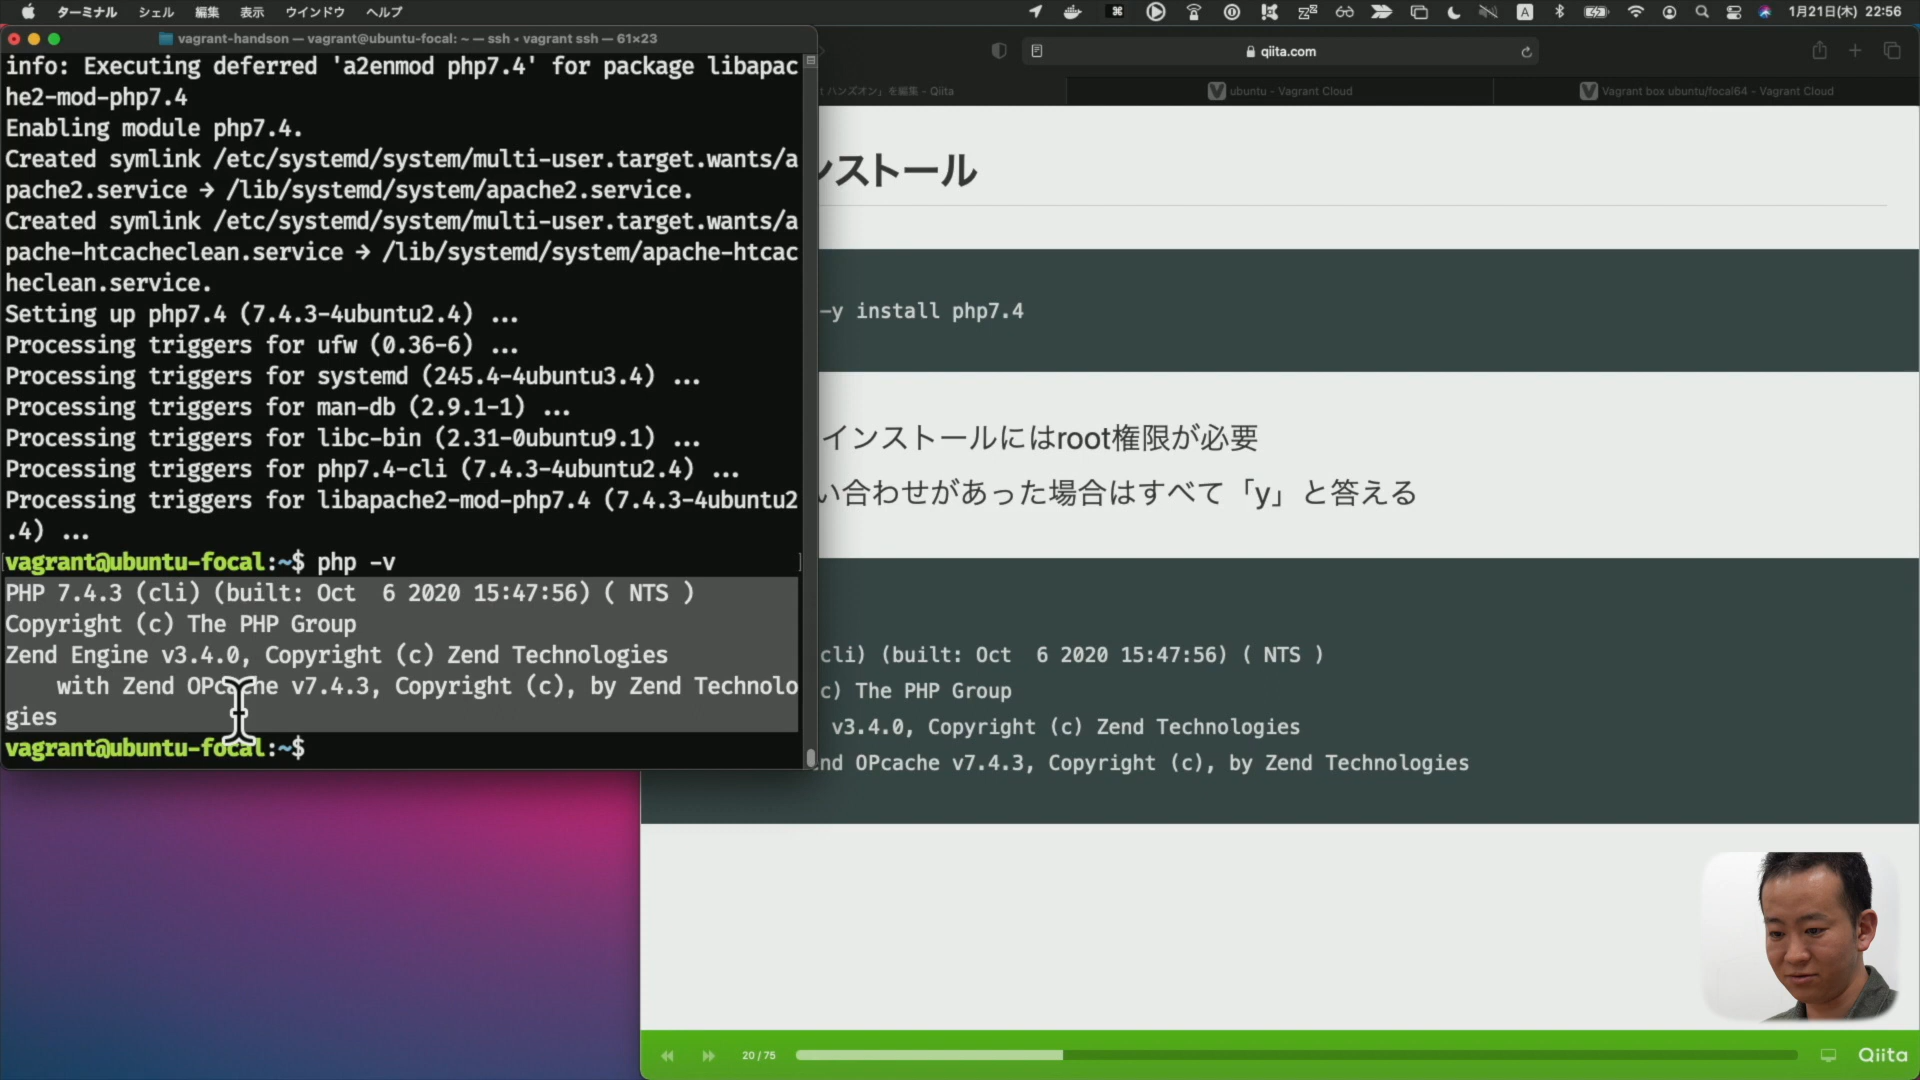 ターミナル シェル 編集 表示 ウインドウ ヘルプ
A
1月21日(木) 22:56
vagrant-handson — vagrant@ubuntu-focal: ~ — ssh ◂ vagrant ssh — 61×23
info: Executing deferred 'a2enmod php7.4' for package libapac
he2-mod-php7.4
Enabling module php7.4.
Created symlink /etc/systemd/system/multi-user.target.wants/a
pache2.service → /lib/systemd/system/apache2.service.
Created symlink /etc/systemd/system/multi-user.target.wants/a
pache-htcacheclean.service → /lib/systemd/system/apache-htcac
heclean.service.
Setting up php7.4 (7.4.3-4ubuntu2.4) ...
Processing triggers for ufw (0.36-6) ...
Processing triggers for systemd (245.4-4ubuntu3.4) ...
Processing triggers for man-db (2.9.1-1) ...
Processing triggers for libc-bin (2.31-0ubuntu9.1) ...
Processing triggers for php7.4-cli (7.4.3-4ubuntu2.4) ...
Processing triggers for libapache2-mod-php7.4 (7.4.3-4ubuntu2
.4) ...
vagrant@ubuntu-focal:~$ php -v
PHP 7.4.3 (cli) (built: Oct  6 2020 15:47:56) ( NTS )
Copyright (c) The PHP Group
Zend Engine v3.4.0, Copyright (c) Zend Technologies
    with Zend OPcache v7.4.3, Copyright (c), by Zend Technolo
gies
vagrant@ubuntu-focal:~$
qiita.com
t ハンズオン」を編集 - Qiita
ubuntu - Vagrant Cloud
Vagrant box ubuntu/focal64 - Vagrant Cloud
ンストール
-y install php7.4
インストールにはroot権限が必要
い合わせがあった場合はすべて「y」と答える
cli) (built: Oct  6 2020 15:47:56) ( NTS )
c) The PHP Group
v3.4.0, Copyright (c) Zend Technologies
nd OPcache v7.4.3, Copyright (c), by Zend Technologies
20 / 75
Qiita